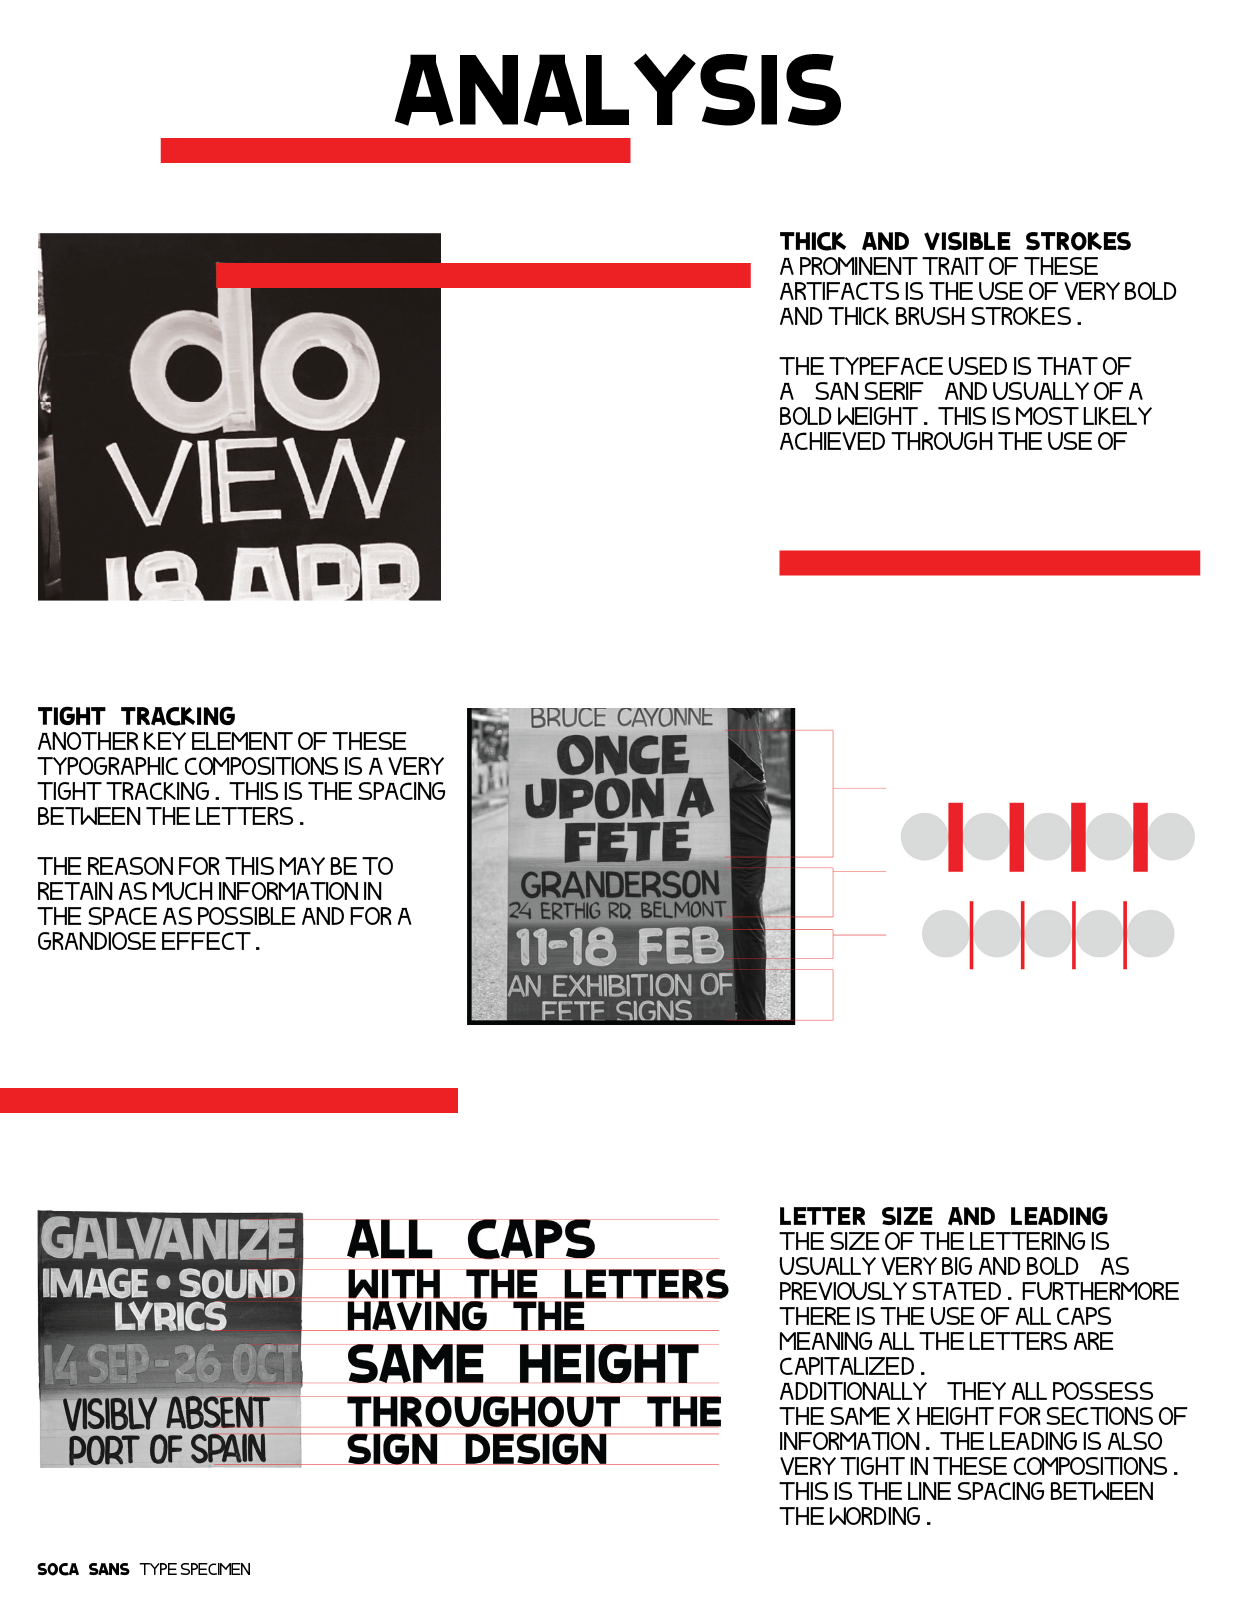 ANALYSIS
do
VIEW
18 APR
THICK AND VISIBLE STROKES
A PROMINENT TRAIT OF THESE
ARTIFACTS IS THE USE OF VERY BOLD
AND THICK BRUSH STROKES.
THE TYPEFACE USED IS THAT OF
A SAN SERIF AND USUALLY OF A
BOLD WEIGHT. THIS IS MOST LIKELY
ACHIEVED THROUGH THE USE OF
TIGHT TRACKING
ANOTHER KEY ELEMENT OF THESE
TYPOGRAPHIC COMPOSITIONS IS A VERY
TIGHT TRACKING. THIS IS THE SPACING
BETWEEN THE LETTERS.
THE REASON FOR THIS MAY BE TO
RETAIN AS MUCH INFORMATION IN
THE SPACE AS POSSIBLE AND FOR A
GRANDIOSE EFFECT.
BRUCE CAYONNE
ONCE
UPON A
FETE
GRANDERSON
24 ERTHIG RD. BELMONT
11-18 FEB
AN EXHIBITION OF
FETE SIGNS
GALVANIZE
IMAGE • SOUND
LYRICS
14 SEP - 26 OCT
VISIBLY ABSENT
PORT OF SPAIN
ALL CAPS
WITH THE LETTERS
HAVING THE
SAME HEIGHT
THROUGHOUT THE
SIGN DESIGN
LETTER SIZE AND LEADING
THE SIZE OF THE LETTERING IS
USUALLY VERY BIG AND BOLD AS
PREVIOUSLY STATED. FURTHERMORE
THERE IS THE USE OF ALL CAPS
MEANING ALL THE LETTERS ARE
CAPITALIZED.
ADDITIONALLY THEY ALL POSSESS
THE SAME X HEIGHT FOR SECTIONS OF
INFORMATION. THE LEADING IS ALSO
VERY TIGHT IN THESE COMPOSITIONS.
THIS IS THE LINE SPACING BETWEEN
THE WORDING.
SOCA SANS TYPE SPECIMEN